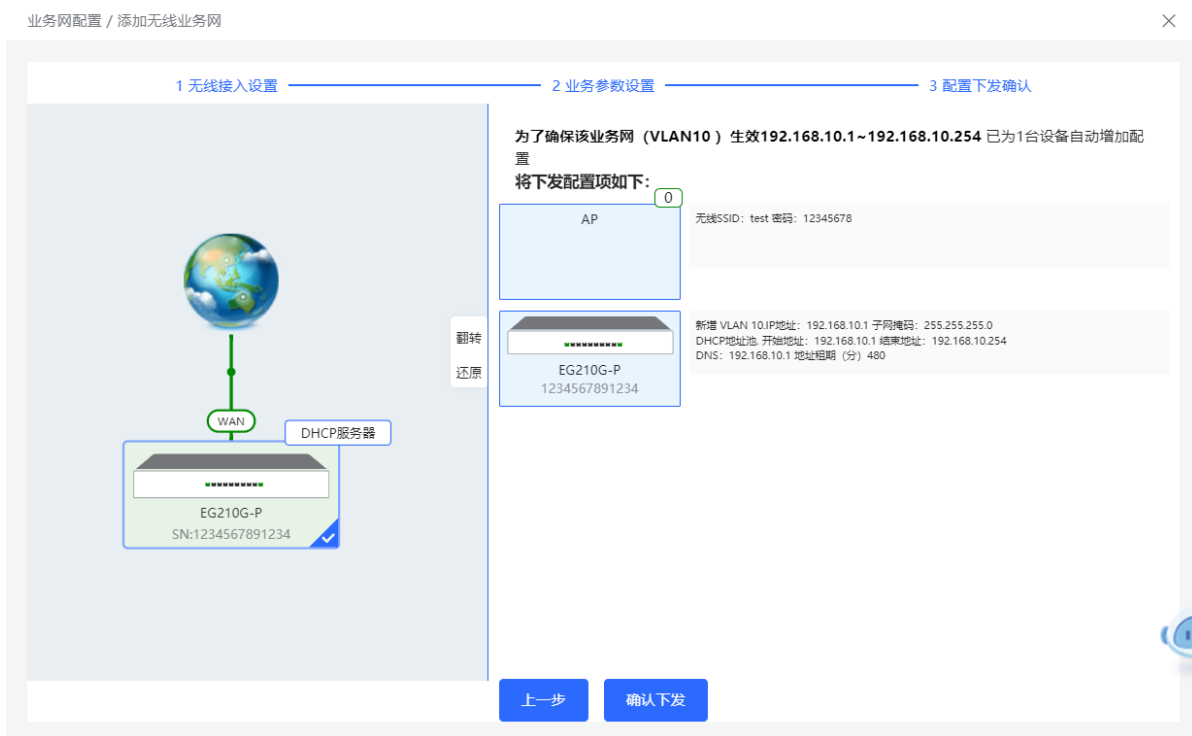 业务网配置 / 添加无线业务网
1 无线接入设置
2 业务参数设置
3 配置下发确认
为了确保该业务网（VLAN10 ）生效192.168.10.1~192.168.10.254 已为1台设备自动增加配
置
将下发配置项如下：
0
AP
无线SSID：test 密码：12345678
翻转
还原
EG210G-P
1234567891234
新增 VLAN 10.IP地址：192.168.10.1 子网掩码：255.255.255.0
DHCP地址池. 开始地址：192.168.10.1 结束地址：192.168.10.254
DNS：192.168.10.1 地址租期（分）480
WAN
DHCP服务器
EG210G-P
SN:1234567891234
上一步
确认下发